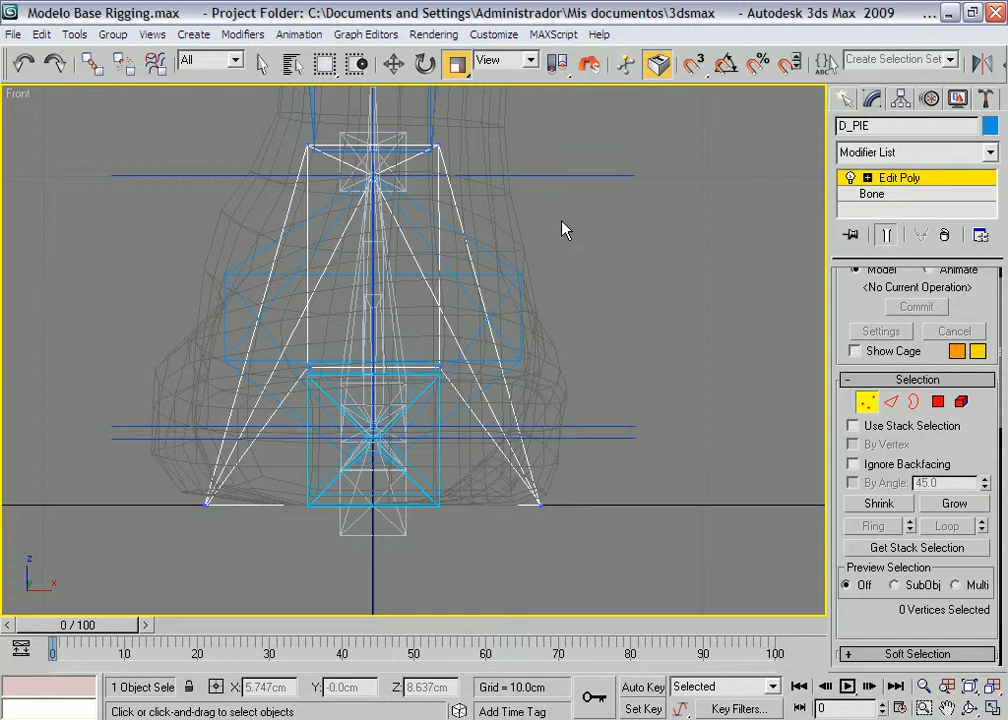 Modelo Base Rigging.max - Project Folder: C:\Documents and Settings\Administrador\Mis documentos\3dsmax - Autodesk 3ds Max 2009 ...
File Edit Tools Group Views Create Modifiers Animation Graph Editors Rendering Customize MAXScript Help
All View 3 % ABC Create Selection Set
Front
D_PIE
Modifier List
Edit Poly
Bone
Model Animate
<No Current Operation>
Commit
Settings Cancel
Show Cage
- Selection
Use Stack Selection
By Vertex
Ignore Backfacing
By Angle: 45.0
Shrink Grow
Ring Loop
Get Stack Selection
Preview Selection
Off SubObj Multi
0 Vertices Selected
+ Soft Selection
z
y x
< 0 / 100 >
0 10 20 30 40 50 60 70 80 90 100
1 Object Sele X: 5.747cm Y: -0.0cm Z: 8.637cm Grid = 10.0cm Auto Key Selected
Click or click-and-drag to select objects Add Time Tag Set Key Key Filters... 0